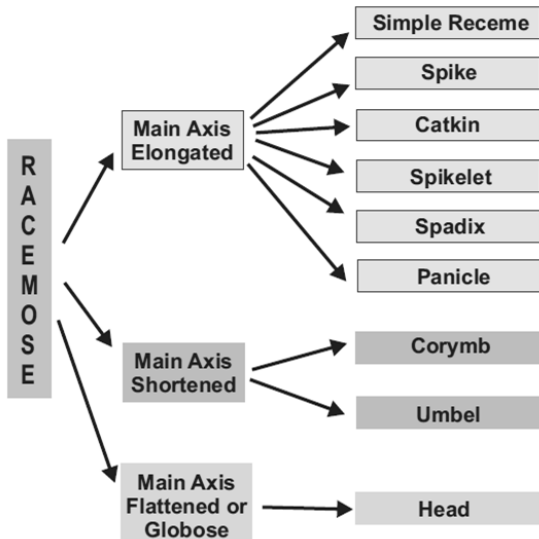 RACEMOSE
Main Axis
Elongated
Simple Receme
Spike
Catkin
Spikelet
Spadix
Panicle
Main Axis
Shortened
Corymb
Umbel
Main Axis
Flattened or
Globose
Head